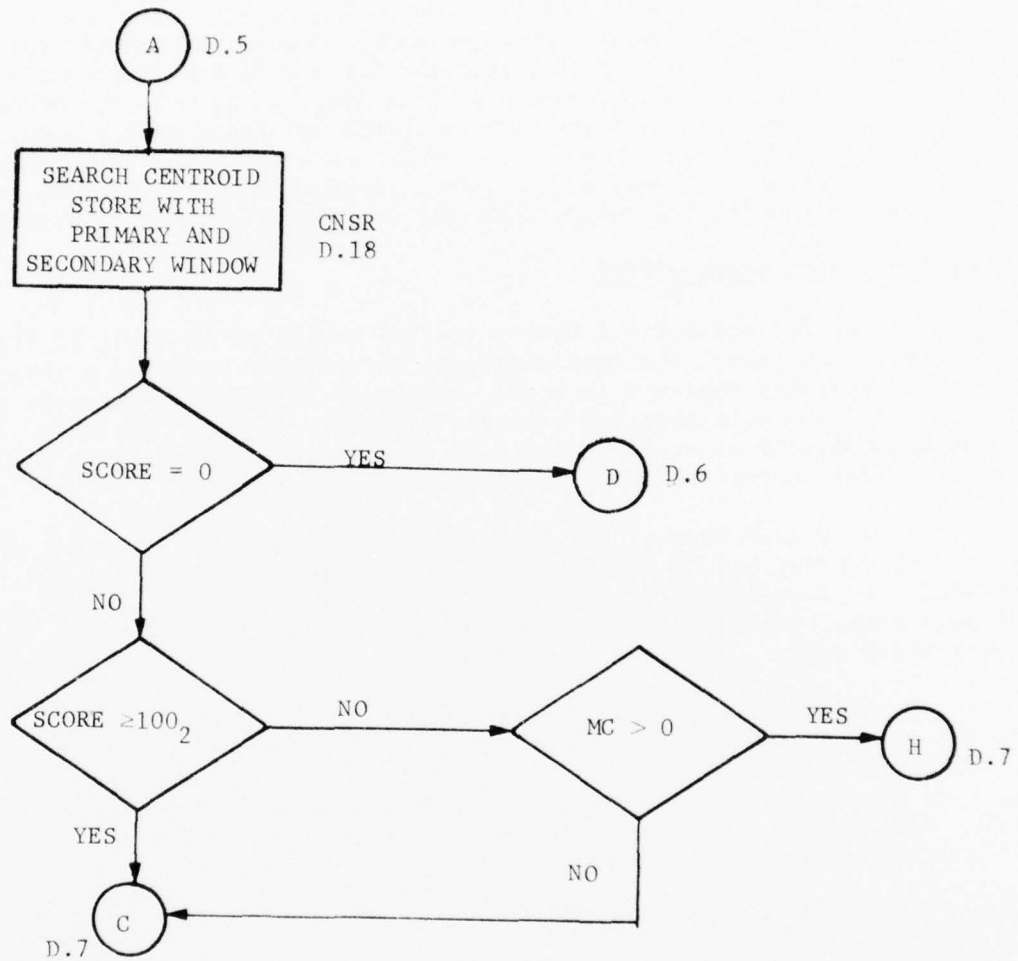 A D.5
SEARCH CENTROID
STORE WITH
PRIMARY AND
SECONDARY WINDOW
CNSR
D.18
SCORE = 0
YES
D D.6
NO
SCORE ≥100₂
NO
MC > 0
YES
H D.7
YES
NO
C
D.7